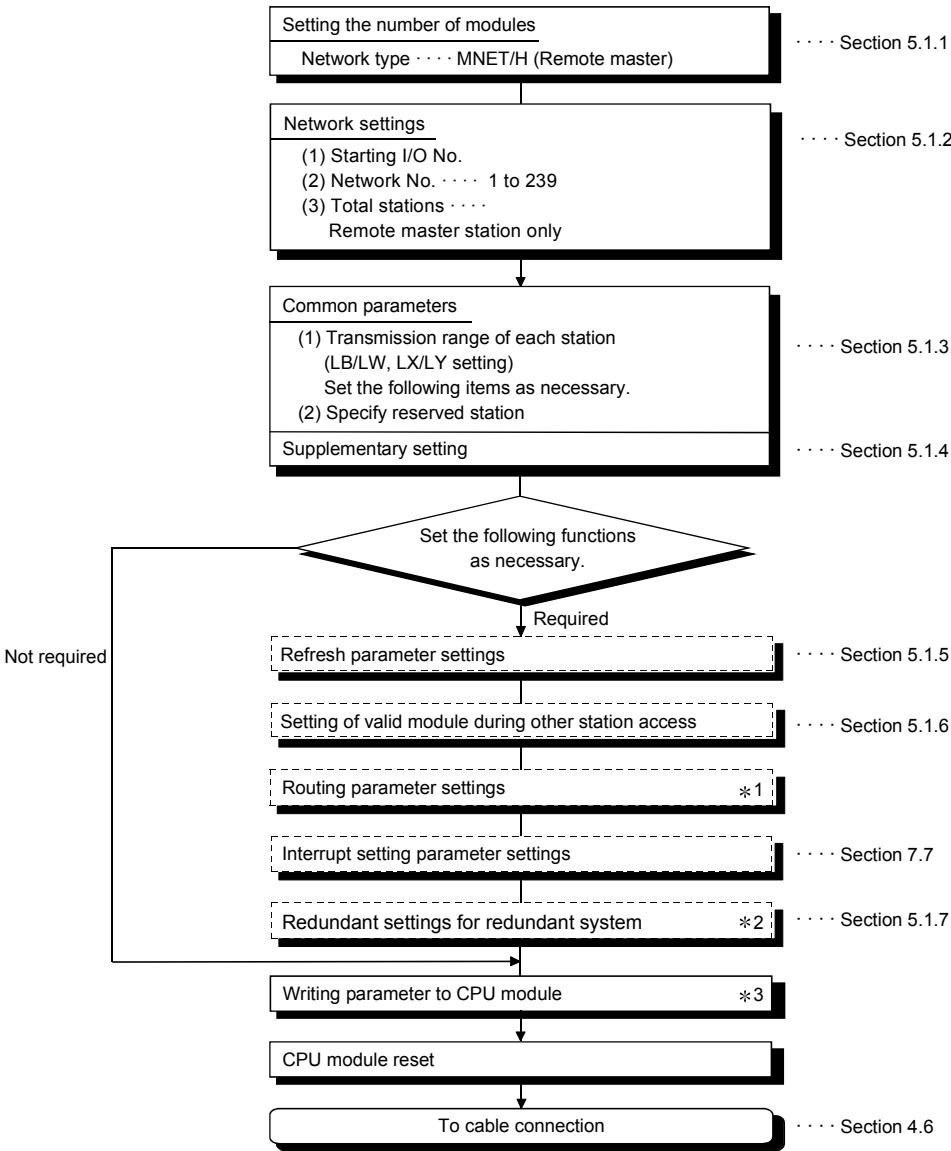 Setting the number of modules
Network type ···· MNET/H (Remote master)
···· Section 5.1.1
Network settings
···· Section 5.1.2
(1) Starting I/O No.
(2) Network No. ···· 1 to 239
(3) Total stations ····
Remote master station only
Common parameters
(1) Transmission range of each station
(LB/LW, LX/LY setting)
···· Section 5.1.3
Set the following items as necessary.
(2) Specify reserved station
Supplementary setting
···· Section 5.1.4
Set the following functions
as necessary.
Required
Not required
Refresh parameter settings
···· Section 5.1.5
Setting of valid module during other station access
···· Section 5.1.6
Routing parameter settings *1
Interrupt setting parameter settings
···· Section 7.7
Redundant settings for redundant system *2
···· Section 5.1.7
Writing parameter to CPU module *3
CPU module reset
To cable connection
···· Section 4.6